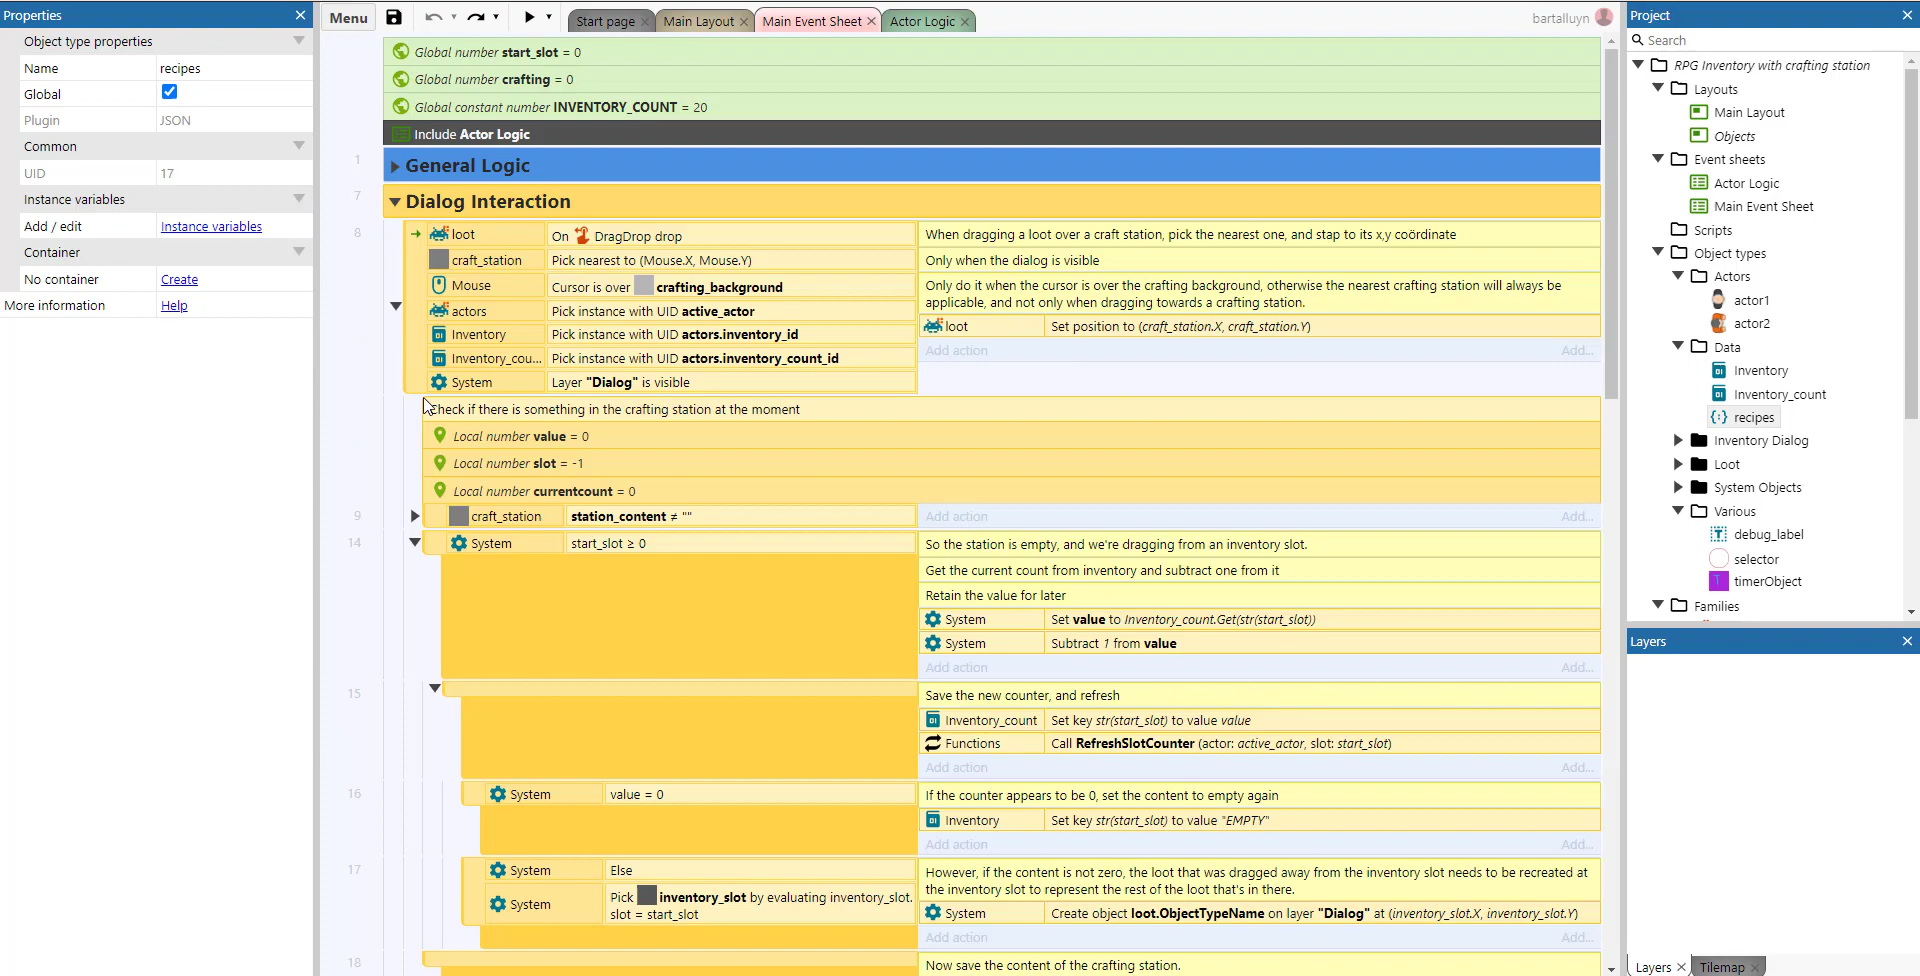 Properties
Object type properties
Name recipes
Global
Plugin JSON
Common
UID 17
Instance variables
Add / edit Instance variables
Container
No container Create
More information Help
Menu
Start page
Main Layout
Main Event Sheet
Actor Logic
bartalluyn
Global number start_slot = 0
Global number crafting = 0
Global constant number INVENTORY_COUNT = 20
Include Actor Logic
1 General Logic
7 Dialog Interaction
8 loot On DragDrop drop
craft_station Pick nearest to (Mouse.X, Mouse.Y)
Mouse Cursor is over crafting_background
actors Pick instance with UID active_actor
Inventory Pick instance with UID actors.inventory_id
Inventory_cou... Pick instance with UID actors.inventory_count_id
System Layer "Dialog" is visible
When dragging a loot over a craft station, pick the nearest one, and stap to its x,y coördinate
Only when the dialog is visible
Only do it when the cursor is over the crafting background, otherwise the nearest crafting station will always be
applicable, and not only when dragging towards a crafting station.
loot Set position to (craft_station.X, craft_station.Y)
Add action Add...
Check if there is something in the crafting station at the moment
Local number value = 0
Local number slot = -1
Local number currentcount = 0
9 craft_station station_content ≠ "" Add action Add...
14 System start_slot ≥ 0
So the station is empty, and we're dragging from an inventory slot.
Get the current count from inventory and subtract one from it
Retain the value for later
System Set value to Inventory_count.Get(str(start_slot))
System Subtract 1 from value
Add action Add...
15 Save the new counter, and refresh
Inventory_count Set key str(start_slot) to value value
Functions Call RefreshSlotCounter (actor: active_actor, slot: start_slot)
Add action Add...
16 System value = 0
If the counter appears to be 0, set the content to empty again
Inventory Set key str(start_slot) to value "EMPTY"
Add action Add...
17 System Else
System Pick inventory_slot by evaluating inventory_slot.
slot = start_slot
However, if the content is not zero, the loot that was dragged away from the inventory slot needs to be recreated at
the inventory slot to represent the rest of the loot that's in there.
System Create object loot.ObjectTypeName on layer "Dialog" at (inventory_slot.X, inventory_slot.Y)
Add action Add...
18 Now save the content of the crafting station.
Project
Search
RPG Inventory with crafting station
Layouts
Main Layout
Objects
Event sheets
Actor Logic
Main Event Sheet
Scripts
Object types
Actors
actor1
actor2
Data
Inventory
Inventory_count
recipes
Inventory Dialog
Loot
System Objects
Various
debug_label
selector
timerObject
Families
Layers
Layers
Tilemap